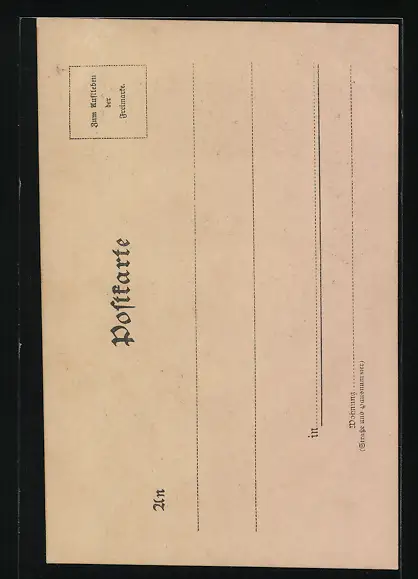 Zum Aufkleben
der
Freimarke.
Postkarte
An
in
Wohnung
(Straße und Hausnummer)